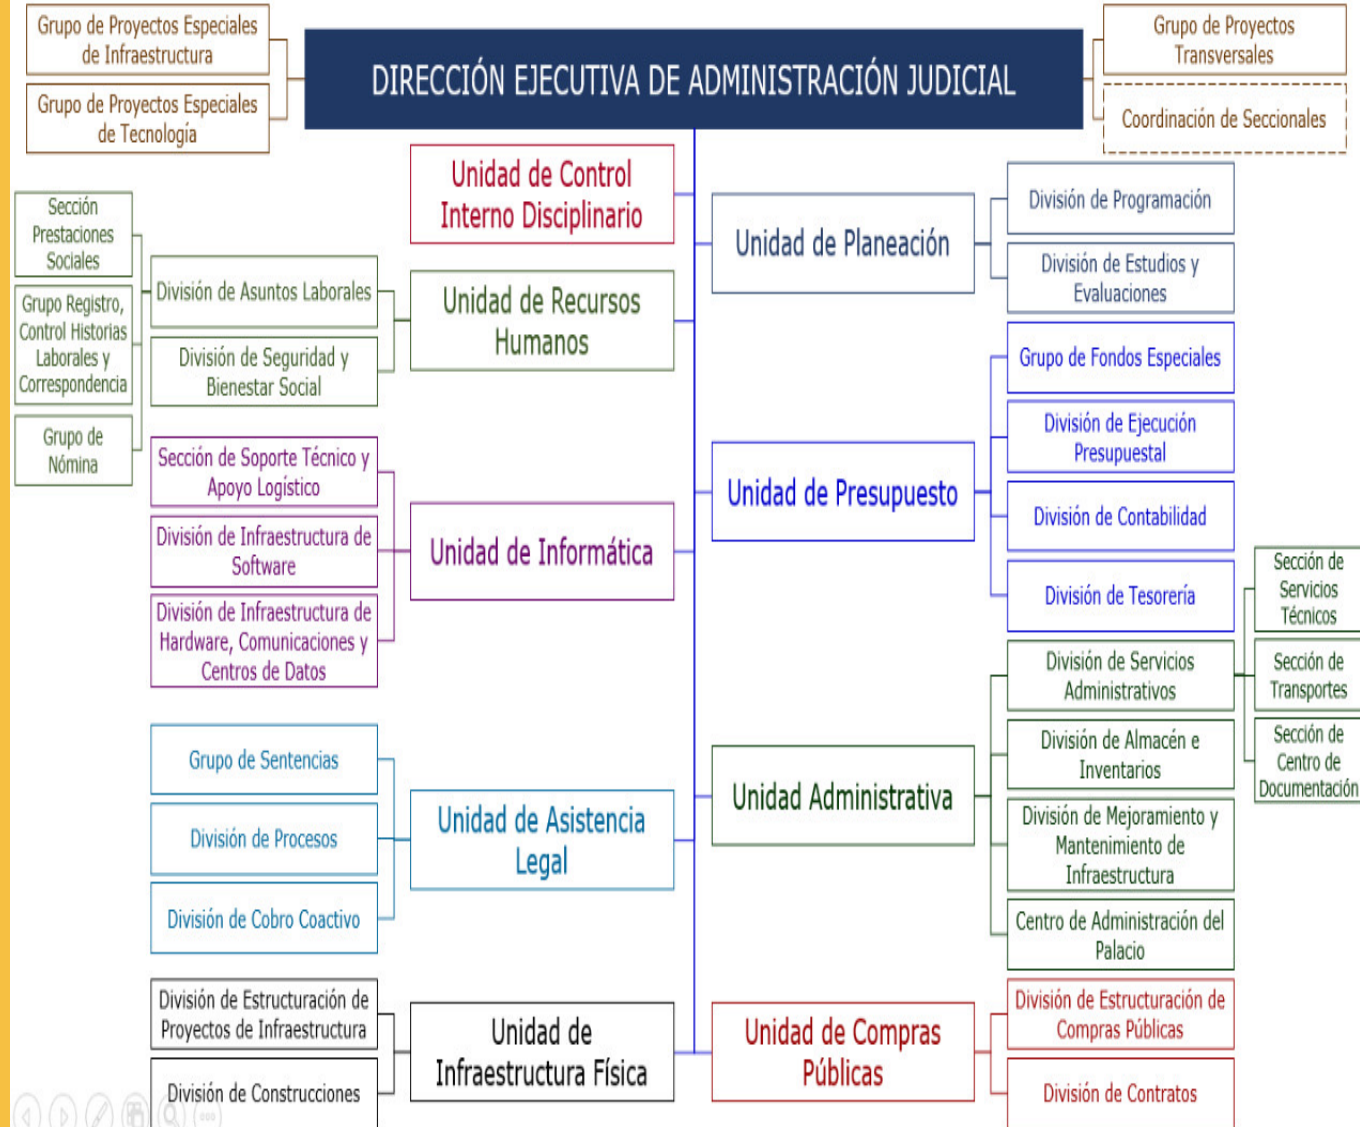 Grupo de Proyectos Especiales
de Infraestructura
Grupo de Proyectos Especiales
de Tecnología
DIRECCIÓN EJECUTIVA DE ADMINISTRACIÓN JUDICIAL
Grupo de Proyectos
Transversales
Coordinación de Seccionales
Unidad de Control
Interno Disciplinario
Sección
Prestaciones
Sociales
Grupo Registro,
Control Historias
Laborales y
Correspondencia
Grupo de
Nómina
División de Asuntos Laborales
División de Seguridad y
Bienestar Social
Unidad de Recursos
Humanos
Sección de Soporte Técnico y
Apoyo Logístico
División de Infraestructura de
Software
División de Infraestructura de
Hardware, Comunicaciones y
Centros de Datos
Unidad de Informática
Grupo de Sentencias
División de Procesos
División de Cobro Coactivo
Unidad de Asistencia
Legal
División de Estructuración de
Proyectos de Infraestructura
División de Construcciones
Unidad de
Infraestructura Física
Unidad de Planeación
División de Programación
División de Estudios y
Evaluaciones
Unidad de Presupuesto
Grupo de Fondos Especiales
División de Ejecución
Presupuestal
División de Contabilidad
División de Tesorería
Unidad Administrativa
División de Servicios
Administrativos
División de Almacén e
Inventarios
División de Mejoramiento y
Mantenimiento de
Infraestructura
Centro de Administración del
Palacio
Sección de
Servicios
Técnicos
Sección de
Transportes
Sección de
Centro de
Documentación
Unidad de Compras
Públicas
División de Estructuración de
Compras Públicas
División de Contratos